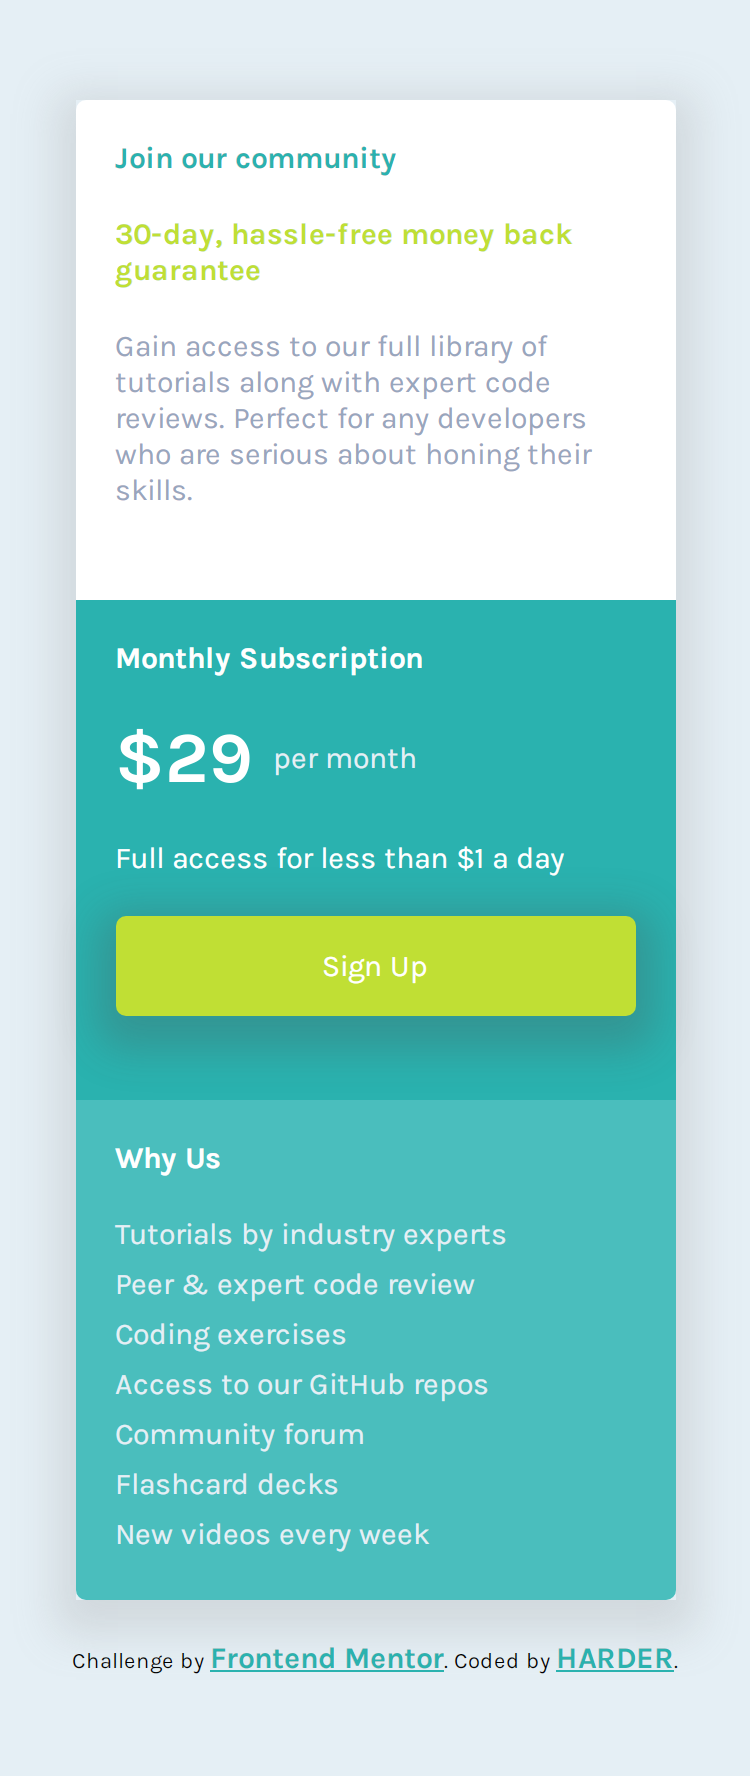 Join our community
30-day, hassle-free money back
guarantee
Gain access to our full library of
tutorials along with expert code
reviews. Perfect for any developers
who are serious about honing their
skills.
Monthly Subscription
$29 per month
Full access for less than $1 a day
Sign Up
Why Us
Tutorials by industry experts
Peer & expert code review
Coding exercises
Access to our GitHub repos
Community forum
Flashcard decks
New videos every week
Challenge by Frontend Mentor. Coded by HARDER.